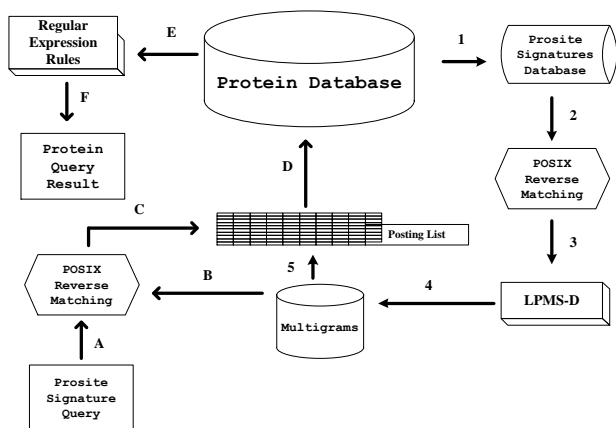 Regular
Expression
Rules
E
Protein Database
1
Prosite
Signatures
Database
F
2
Protein
Query
Result
D
POSIX
Reverse
Matching
C
Posting List
3
POSIX
Reverse
Matching
B
5
4
LPMS-D
Multigrams
A
Prosite
Signature
Query